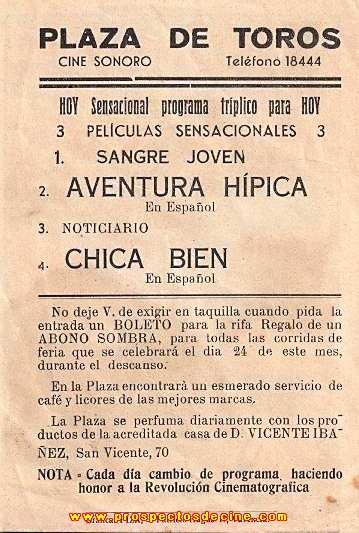 PLAZA DE TOROS
CINE SONORO Teléfono 18444
HOY Sensacional programa tríplico para HOY
3 PELÍCULAS SENSACIONALES 3
1. SANGRE JOVEN
2. AVENTURA HÍPICA
En Español
3. NOTICIARIO
4. CHICA BIEN
En Español
No deje V. de exigir en taquilla cuando pida la
entrada un BOLETO para la rifa Regalo de un
ABONO SOMBRA, para todas las corridas de
feria que se celebrará el dia 24 de este mes,
durante el descanso.
En la Plaza encontrará un esmerado servicio de
café y licores de las mejores marcas.
La Plaza se perfuma diariamente con los pro-
ductos de la acreditada casa de D. VICENTE IBA-
ÑEZ, San Vicente, 70
NOTA - Cada día cambio de programa, haciendo
honor a la Revolución Cinematografica
www.prospectosdecine.com